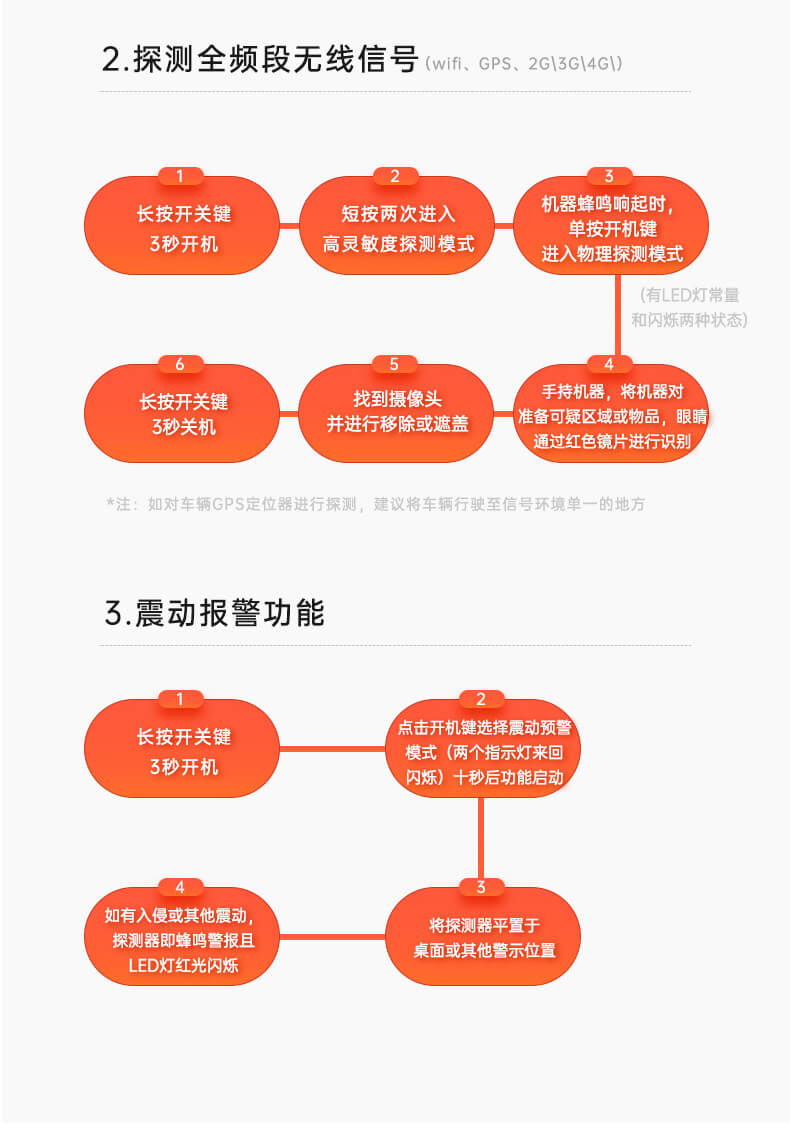 2.探测全频段无线信号(wifi、GPS、2G\3G\4G\)
1
长按开关键
3秒开机
2
短按两次进入
高灵敏度探测模式
3
机器蜂鸣响起时，
单按开机键
进入物理探测模式
(有LED灯常量
和闪烁两种状态)
4
手持机器，将机器对
准备可疑区域或物品，眼睛
通过红色镜片进行识别
5
找到摄像头
并进行移除或遮盖
6
长按开关键
3秒关机
*注：如对车辆GPS定位器进行探测，建议将车辆行驶至信号环境单一的地方
3.震动报警功能
1
长按开关键
3秒开机
2
点击开机键选择震动预警
模式（两个指示灯来回
闪烁）十秒后功能启动
3
将探测器平置于
桌面或其他警示位置
4
如有入侵或其他震动，
探测器即蜂鸣警报且
LED灯红光闪烁